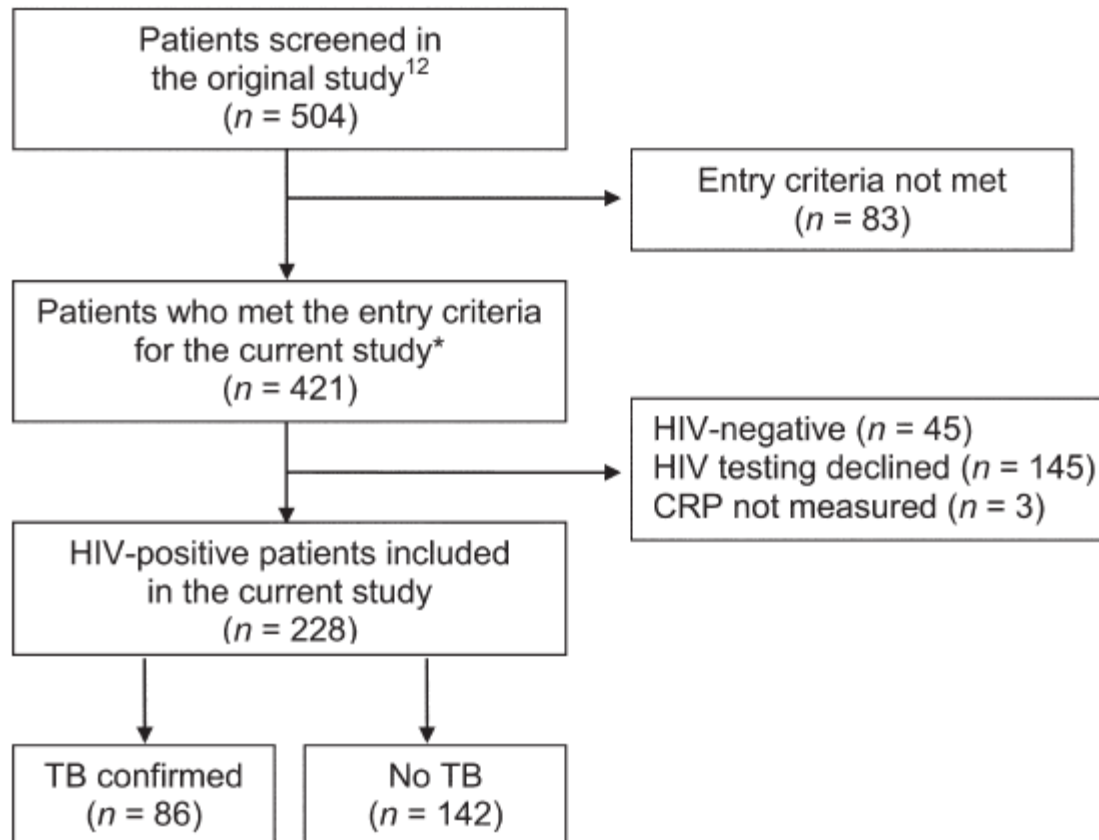 Patients screened in
the original study12
(n = 504)
Entry criteria not met
(n = 83)
Patients who met the entry criteria
for the current study*
(n = 421)
HIV-negative (n = 45)
HIV testing declined (n = 145)
CRP not measured (n = 3)
HIV-positive patients included
in the current study
(n = 228)
TB confirmed
(n = 86)
No TB
(n = 142)